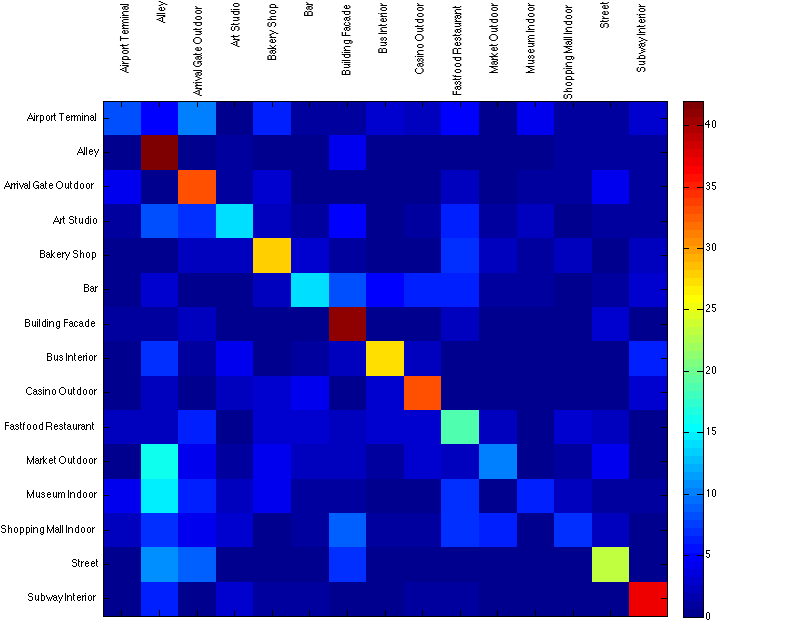 Airport Terminal
Alley
Arrival Gate Outdoor
Art Studio
Bakery Shop
Bar
Building Facade
Bus Interior
Casino Outdoor
Fastfood Restaurant
Market Outdoor
Museum Indoor
Shopping Mall Indoor
Street
Subway Interior
Airport Terminal
Alley
Arrival Gate Outdoor
Art Studio
Bakery Shop
Bar
Building Facade
Bus Interior
Casino Outdoor
Fastfood Restaurant
Market Outdoor
Museum Indoor
Shopping Mall Indoor
Street
Subway Interior
40
35
30
25
20
15
10
5
0